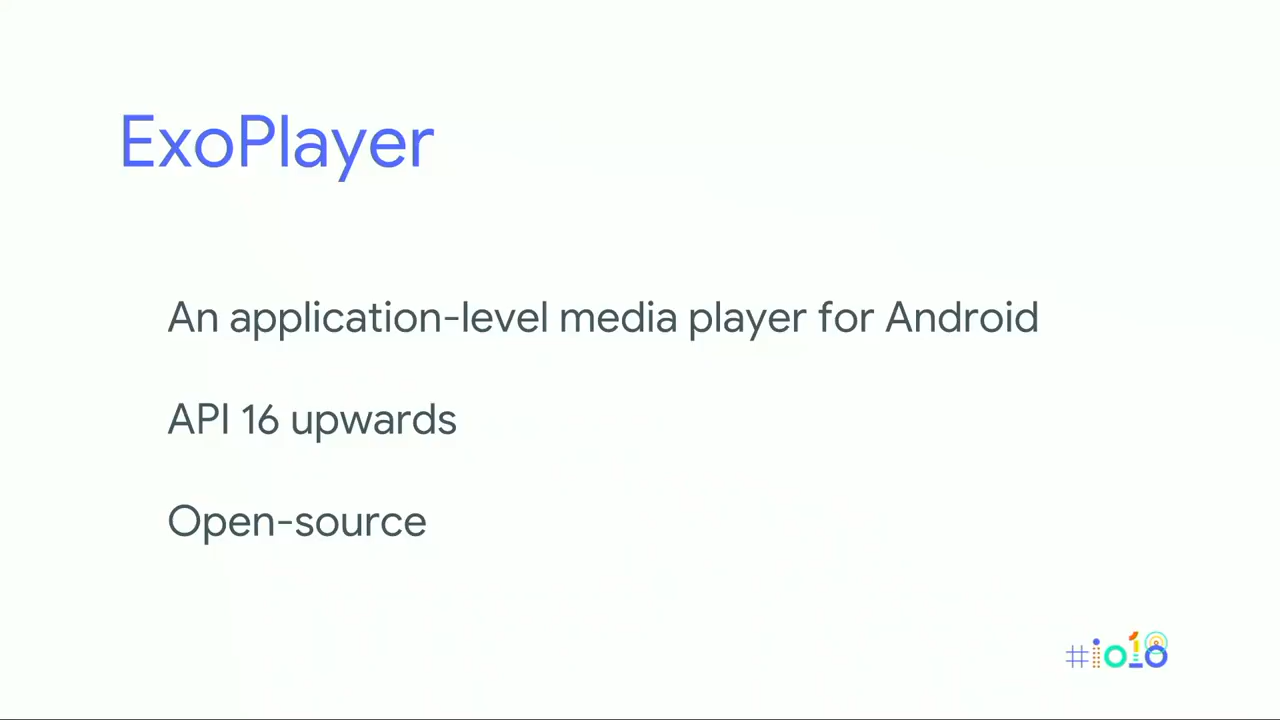 ExoPlayer
An application-level media player for Android
API 16 upwards
Open-source
#io18